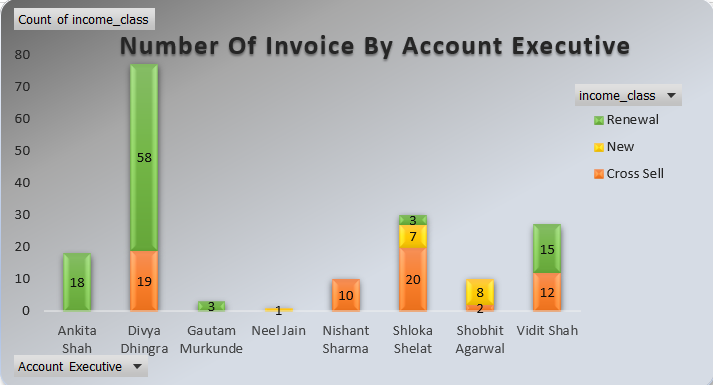 Count of income_class
Number Of Invoice By Account Executive
80
70
60
50
40
30
20
10
0
18
58
19
3
1
10
3
7
20
8
2
15
12
Ankita
Shah
Divya
Dhingra
Gautam
Murkunde
Neel Jain
Nishant
Sharma
Shloka
Shelat
Shobhit
Agarwal
Vidit Shah
income_class
Renewal
New
Cross Sell
Account Executive